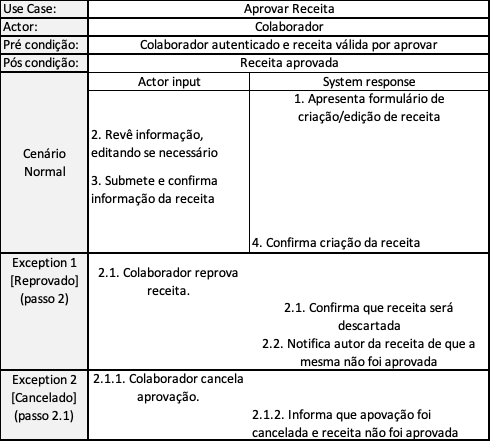 Use Case: Aprovar Receita
Actor: Colaborador
Pré condição: Colaborador autenticado e receita válida por aprovar
Pós condição: Receita aprovada
Actor input System response
Cenário
Normal
1. Apresenta formulário de
criação/edição de receita
2. Revê informação,
editando se necessário
3. Submete e confirma
informação da receita
4. Confirma criação da receita
Exception 1
[Reprovado]
(passo 2)
2.1. Colaborador reprova
receita.
2.1. Confirma que receita será
descartada
2.2. Notifica autor da receita de que a
mesma não foi aprovada
Exception 2
[Cancelado]
(passo 2.1)
2.1.1. Colaborador cancela
aprovação.
2.1.2. Informa que apovação foi
cancelada e receita não foi aprovada